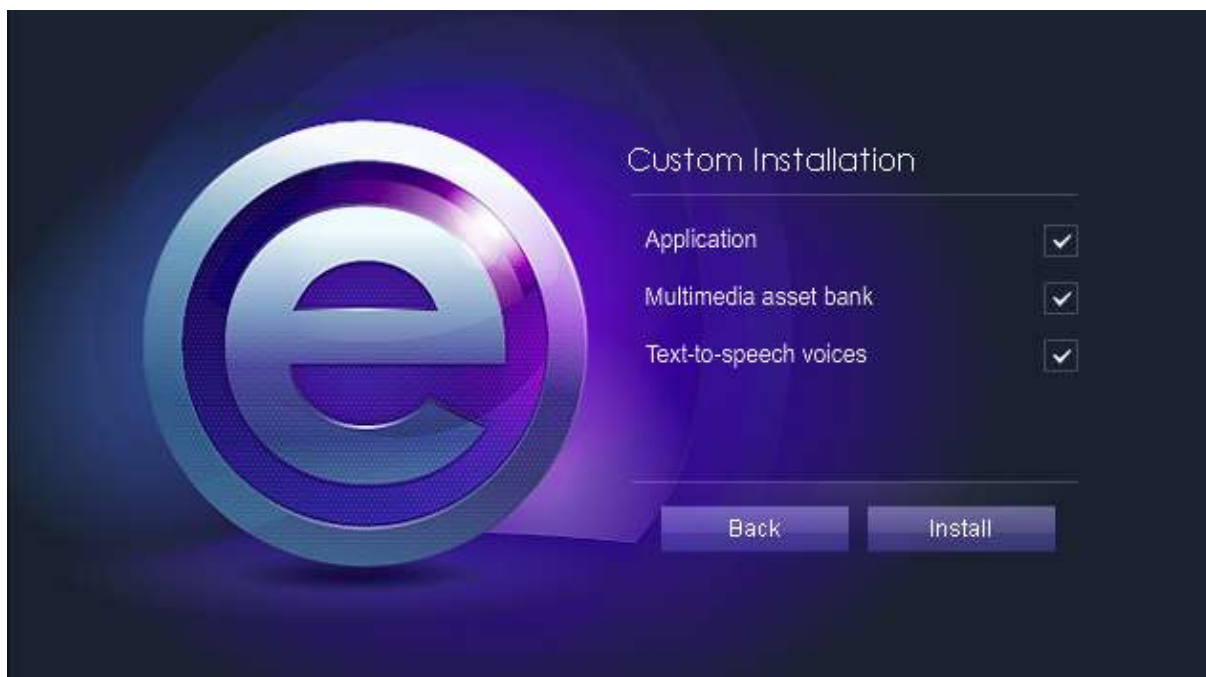 e
Custom Installation
Application
Multimedia asset bank
Text-to-speech voices
Back
Install